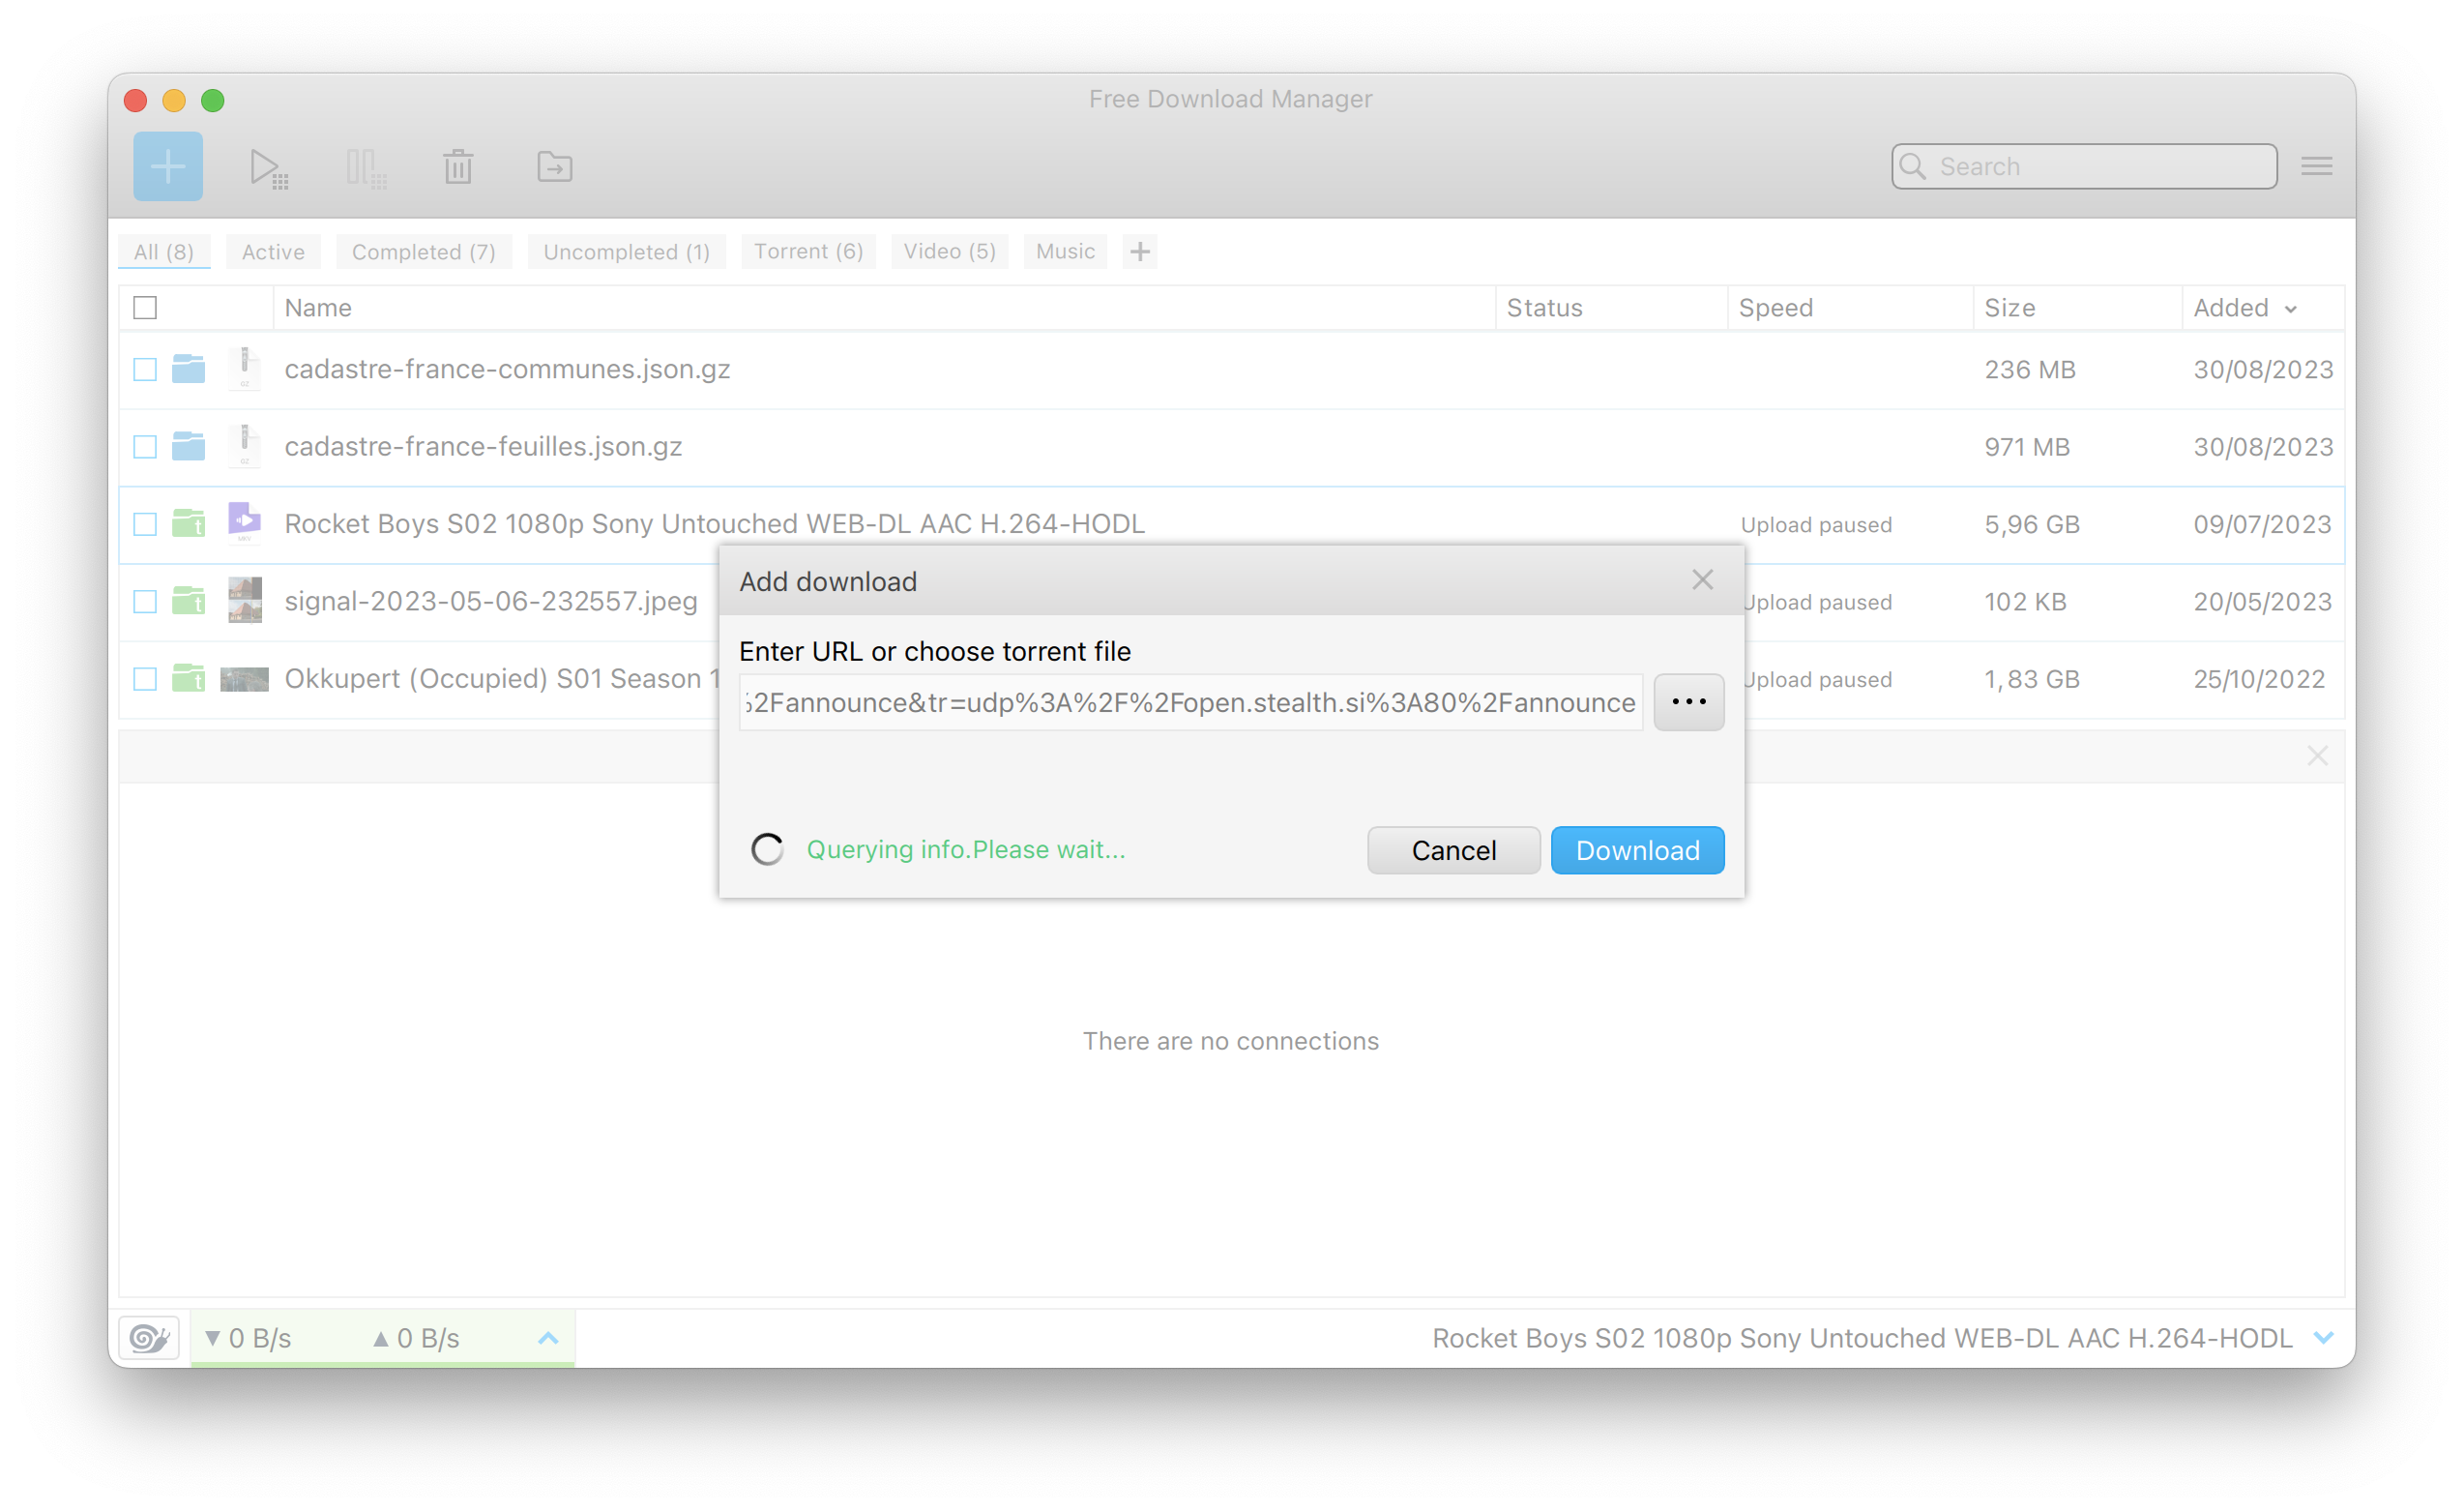 Free Download Manager
Search
All (8) Active Completed (7) Uncompleted (1) Torrent (6) Video (5) Music
Name Status Speed Size Added
cadastre-france-communes.json.gz 236 MB 30/08/2023
cadastre-france-feuilles.json.gz 971 MB 30/08/2023
Rocket Boys S02 1080p Sony Untouched WEB-DL AAC H.264-HODL Upload paused 5,96 GB 09/07/2023
signal-2023-05-06-232557.jpeg Upload paused 102 KB 20/05/2023
Okkupert (Occupied) S01 Season 1 Upload paused 1,83 GB 25/10/2022
Add download
Enter URL or choose torrent file
%2Fannounce&tr=udp%3A%2F%2Fopen.stealth.si%3A80%2Fannounce
Querying info.Please wait... Cancel Download
There are no connections
0 B/s 0 B/s Rocket Boys S02 1080p Sony Untouched WEB-DL AAC H.264-HODL